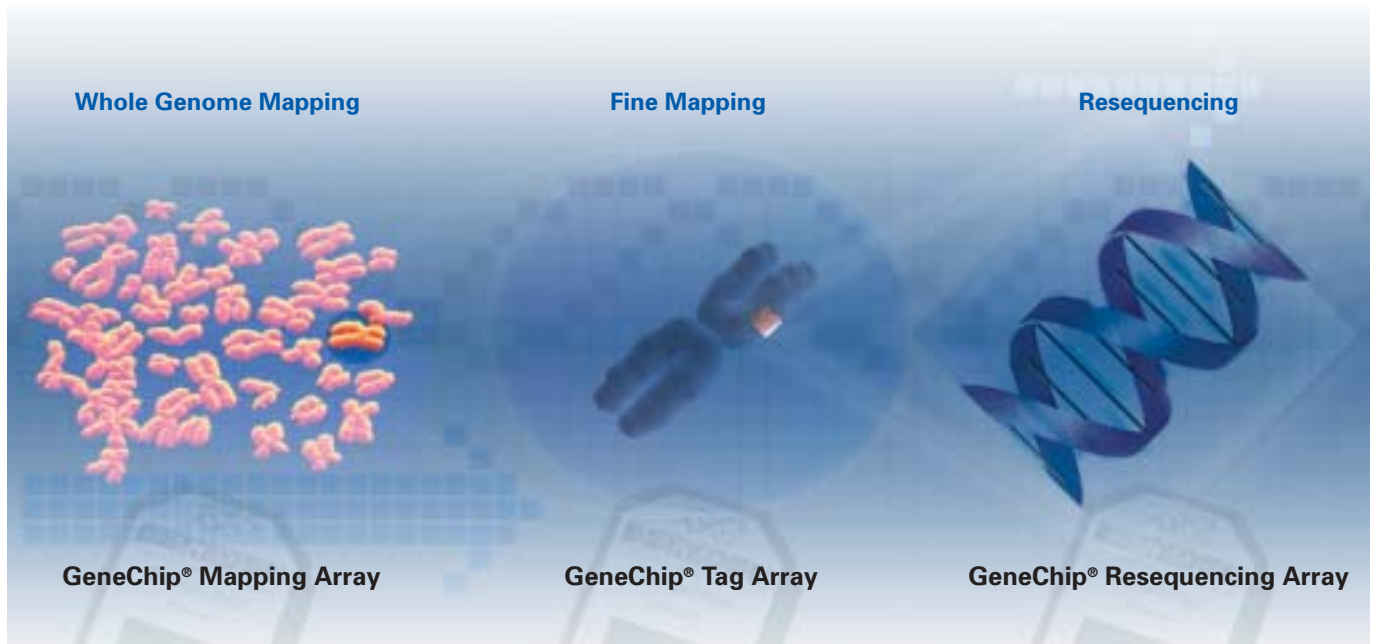 Whole Genome Mapping
Fine Mapping
Resequencing
GeneChip® Mapping Array
GeneChip® Tag Array
GeneChip® Resequencing Array